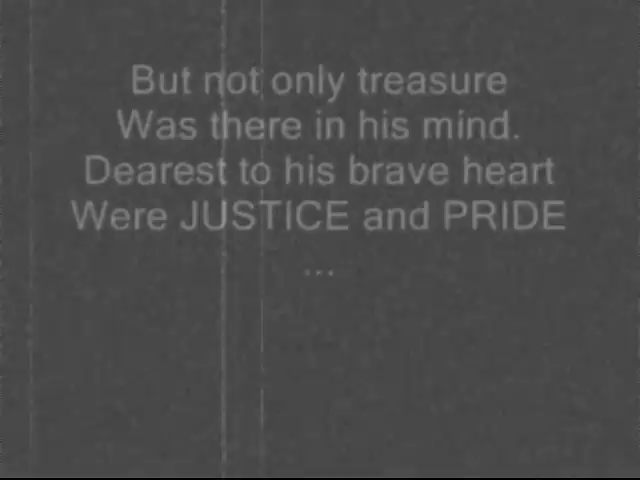 But not only treasure
Was there in his mind.
Dearest to his brave heart
Were JUSTICE and PRIDE
...